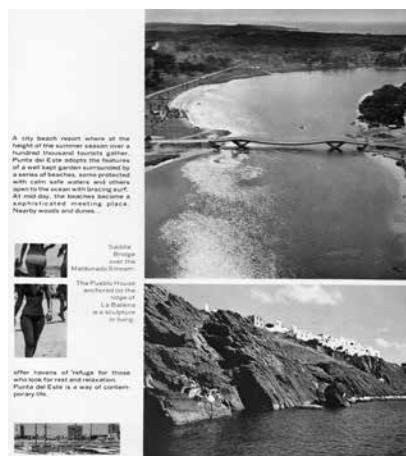 A city beach resort where at the
height of the summer season over a
hundred thousand tourists gather.
Punta del Este adopts the features
of a well kept garden surrounded by
a series of beaches, some protected
with calm safe waters and others
open to the ocean with bracing surf.
At mid-day, the beaches become a
sophisticated meeting place.
Nearby woods and dunes...
Saddle
Bridge
over the
Maldonado Stream.
The Pueblo House
anchored on the
ridge of
La Ballena
is a sculpture
in living.
offer havens of refuge for those
who look for rest and relaxation.
Punta del Este is a way of contem-
porary life.